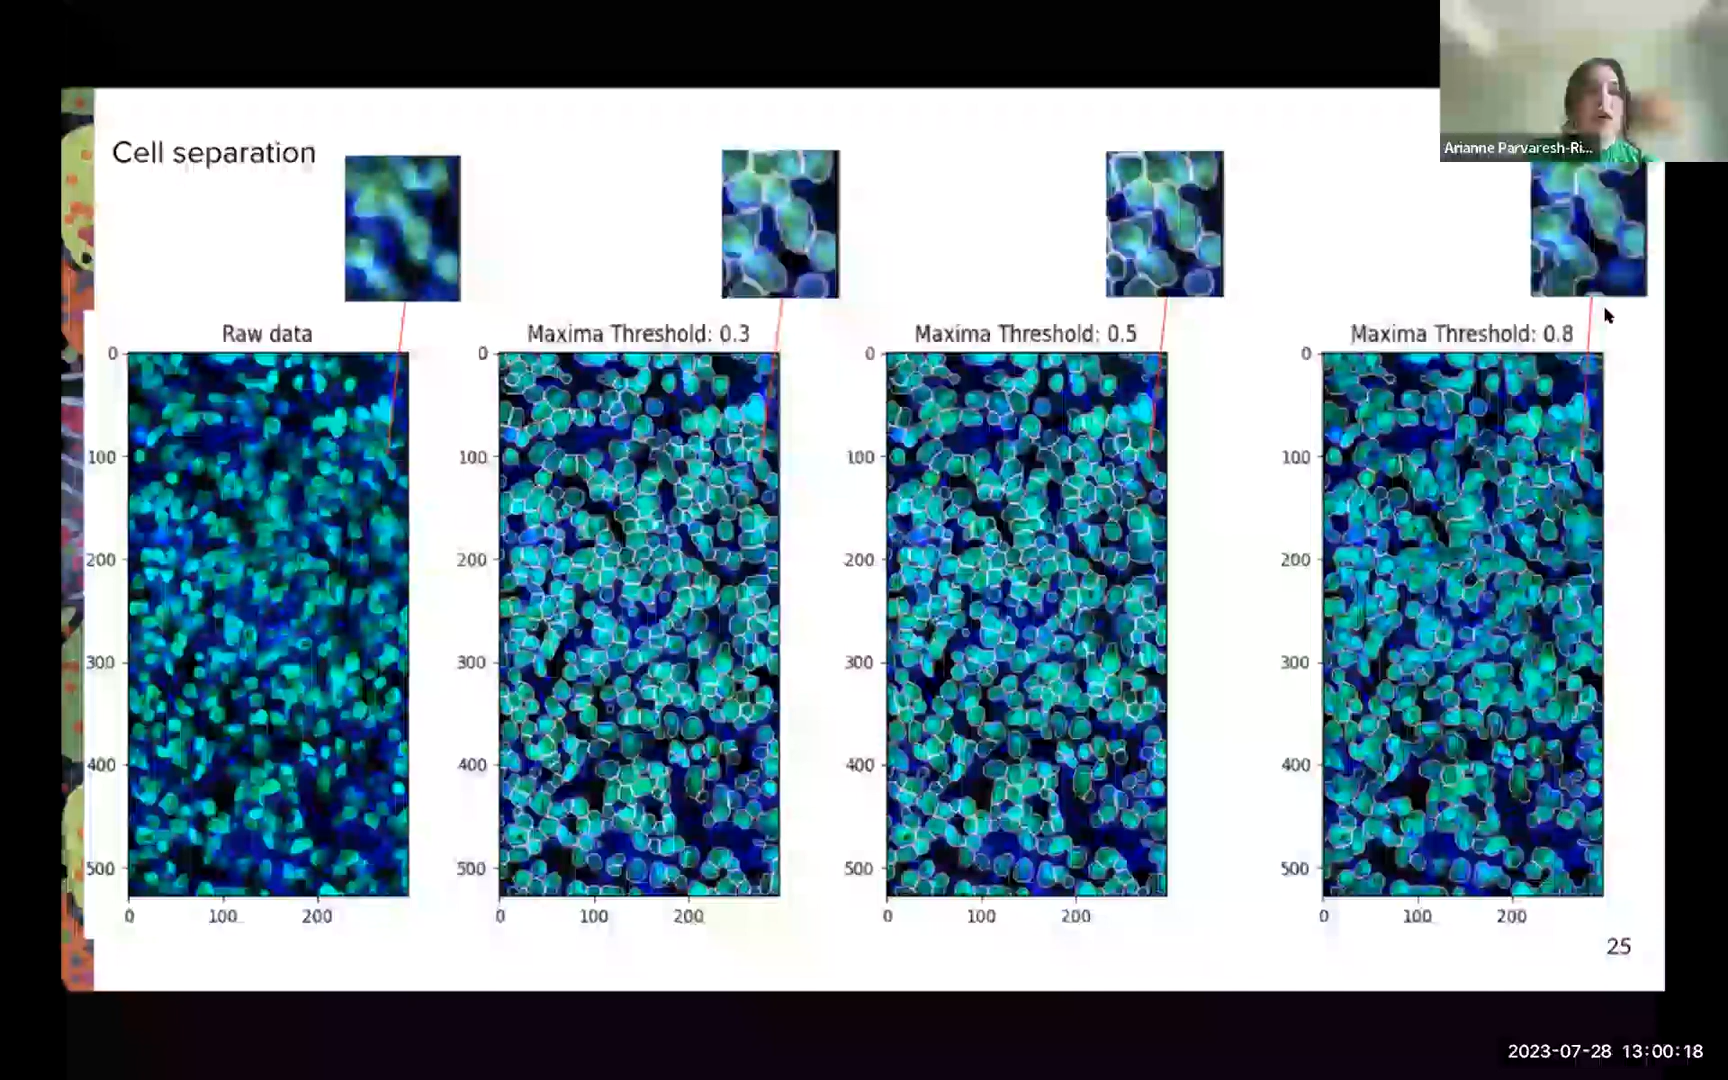 Arianne Parvaresh-Ri...
Cell separation
Raw data
Maxima Threshold: 0.3
Maxima Threshold: 0.5
Maxima Threshold: 0.8
0
100
200
300
400
500
0 100 200
0
100
200
300
400
500
0 100 200
0
100
200
300
400
500
0 100 200
0
100
200
300
400
500
0 100 200
25
2023-07-28 13:00:18